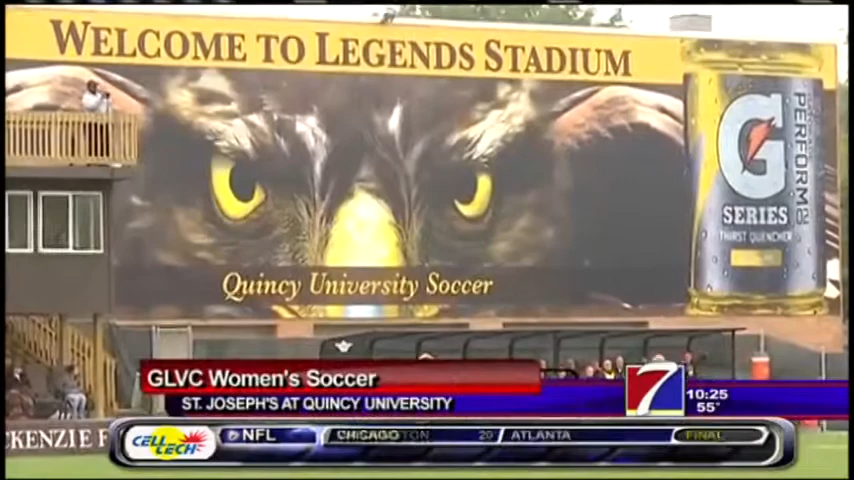 WELCOME TO LEGENDS STADIUM
G
SERIES
THIRST QUENCHER
PERFORM 02
Quincy University Soccer
GLVC Women's Soccer
ST. JOSEPH'S AT QUINCY UNIVERSITY
7
10:25
55°
CKENZIE
CELL TECH
NFL
CHICAGO
20
ATLANTA
FINAL